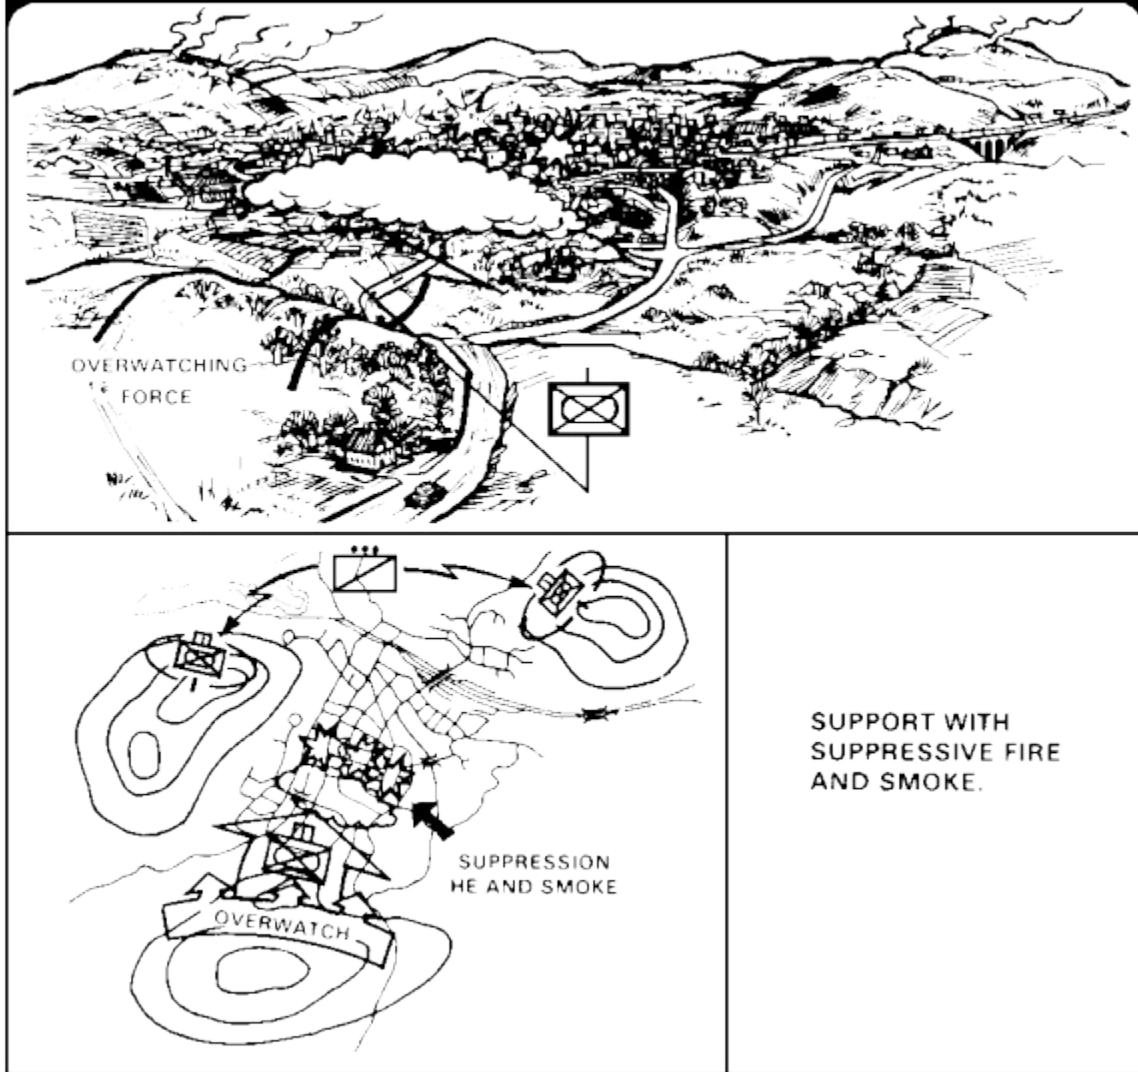 OVERWATCHING
FORCE
SUPPRESSION
HE AND SMOKE
OVERWATCH
SUPPORT WITH
SUPPRESSIVE FIRE
AND SMOKE.